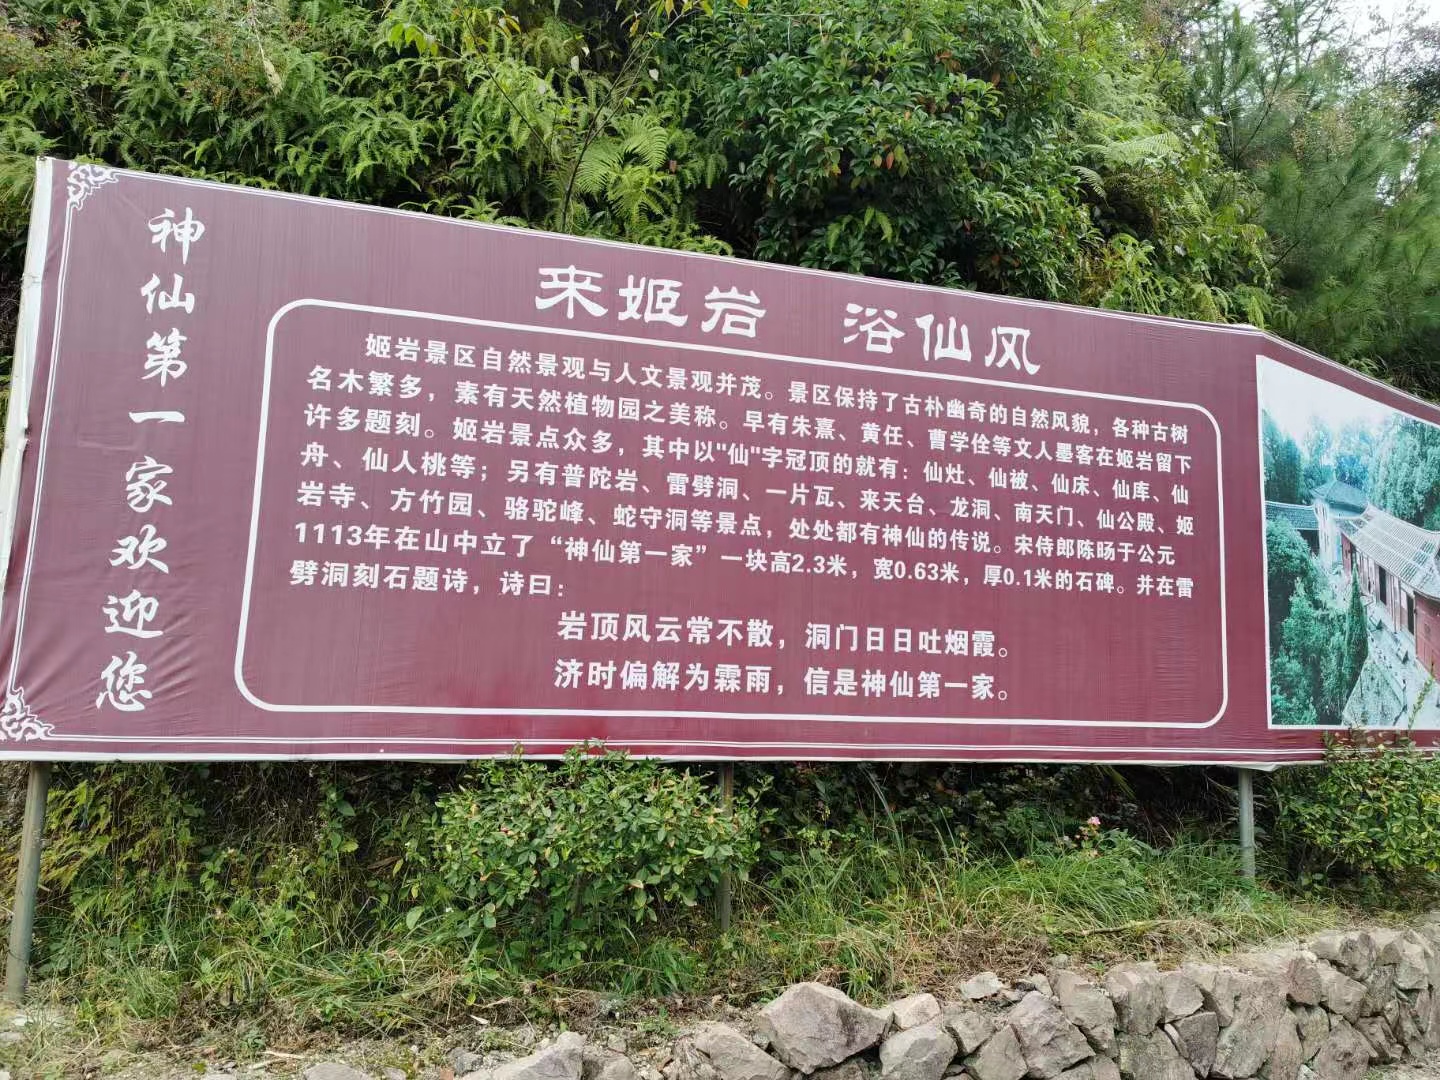 神仙第一家欢迎您
来姬岩 浴仙风
姬岩景区自然景观与人文景观并茂。景区保持了古朴幽奇的自然风貌，各种古树
名木繁多，素有天然植物园之美称。早有朱熹、黄任、曹学佺等文人墨客在姬岩留下
许多题刻。姬岩景点众多，其中以"仙"字冠顶的就有：仙灶、仙被、仙床、仙库、仙
舟、仙人桃等；另有普陀岩、雷劈洞、一片瓦、来天台、龙洞、南天门、仙公殿、姬
岩寺、方竹园、骆驼峰、蛇守洞等景点，处处都有神仙的传说。宋侍郎陈旸于公元
1113年在山中立了“神仙第一家”一块高2.3米，宽0.63米，厚0.1米的石碑。并在雷
劈洞刻石题诗，诗曰：
岩顶风云常不散，洞门日日吐烟霞。
济时偏解为霖雨，信是神仙第一家。